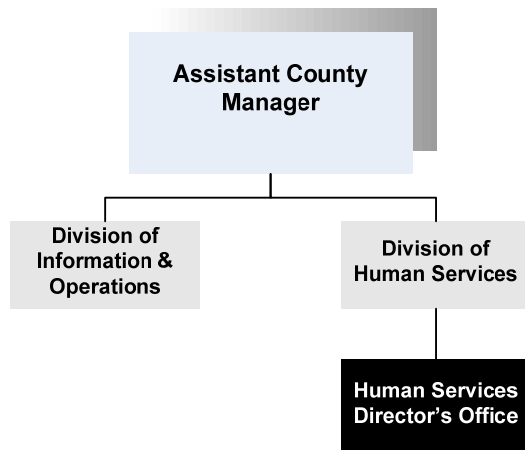 Assistant County
Manager
Division of
Information &
Operations
Division of
Human Services
Human Services
Director’s Office